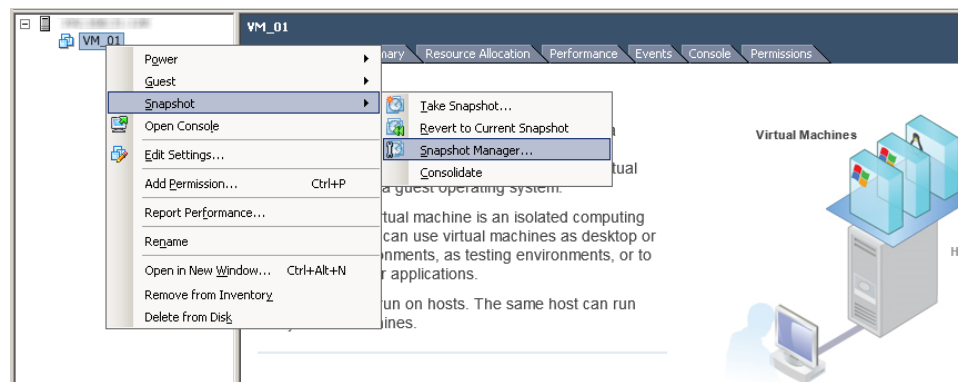 VM_01
VM_01
mary Resource Allocation Performance Events Console Permissions
Power
Guest
Snapshot
Open Console
Edit Settings...
Add Permission... Ctrl+P
Report Performance...
Rename
Open in New Window... Ctrl+Alt+N
Remove from Inventory
Delete from Disk
Take Snapshot...
Revert to Current Snapshot
Snapshot Manager...
Consolidate
a
tual
a guest operating system.
rtual machine is an isolated computing
can use virtual machines as desktop or
onments, as testing environments, or to
r applications.
run on hosts. The same host can run
ines.
Virtual Machines
H